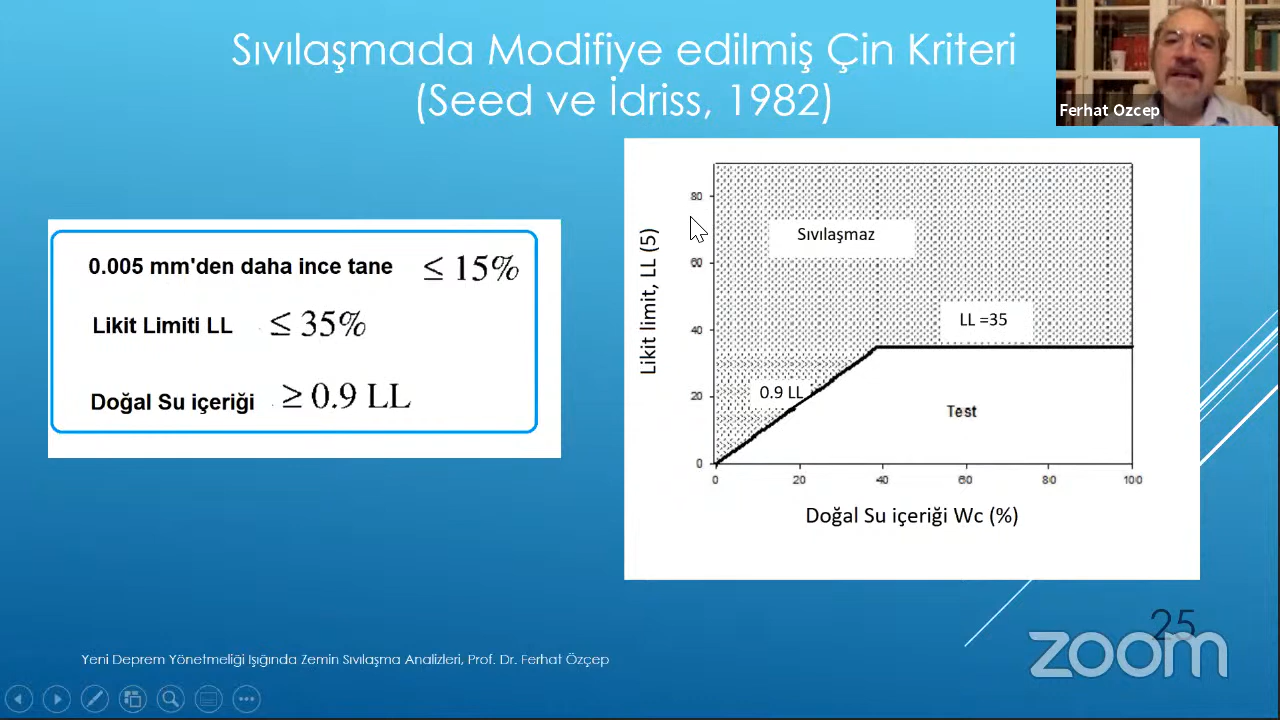 Sıvılaşmada Modifiye edilmiş Çin Kriteri
(Seed ve İdriss, 1982)
Ferhat Ozcep
0.005 mm'den daha ince tane ≤ 15%
Likit Limiti LL ≤ 35%
Doğal Su içeriği ≥ 0.9 LL
Likit limit, LL (5)
80
60
40
20
0
Sıvılaşmaz
LL =35
0.9 LL
Test
0 20 40 60 80 100
Doğal Su içeriği Wc (%)
25
zoom
Yeni Deprem Yönetmeliği Işığında Zemin Sıvılaşma Analizleri, Prof. Dr. Ferhat Özçep